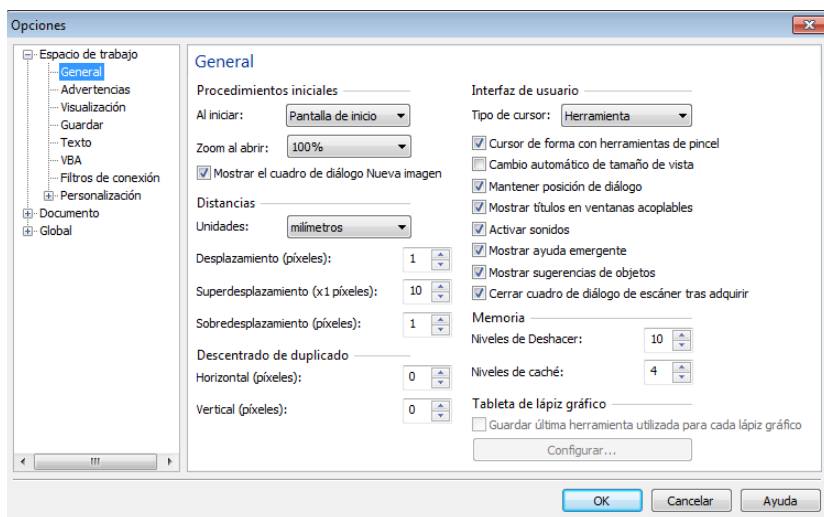 Opciones
Espacio de trabajo
General
Advertencias
Visualización
Guardar
Texto
VBA
Filtros de conexión
Personalización
Documento
Global
General
Procedimientos iniciales
Al iniciar: Pantalla de inicio
Zoom al abrir: 100%
Mostrar el cuadro de diálogo Nueva imagen
Distancias
Unidades: milímetros
Desplazamiento (píxeles): 1
Superdesplazamiento (x1 píxeles): 10
Sobredesplazamiento (píxeles): 1
Descentrado de duplicado
Horizontal (píxeles): 0
Vertical (píxeles): 0
Interfaz de usuario
Tipo de cursor: Herramienta
Cursor de forma con herramientas de pincel
Cambio automático de tamaño de vista
Mantener posición de diálogo
Mostrar títulos en ventanas acoplables
Activar sonidos
Mostrar ayuda emergente
Mostrar sugerencias de objetos
Cerrar cuadro de diálogo de escáner tras adquirir
Memoria
Niveles de Deshacer: 10
Niveles de caché: 4
Tableta de lápiz gráfico
Guardar última herramienta utilizada para cada lápiz gráfico
Configurar...
OK
Cancelar
Ayuda